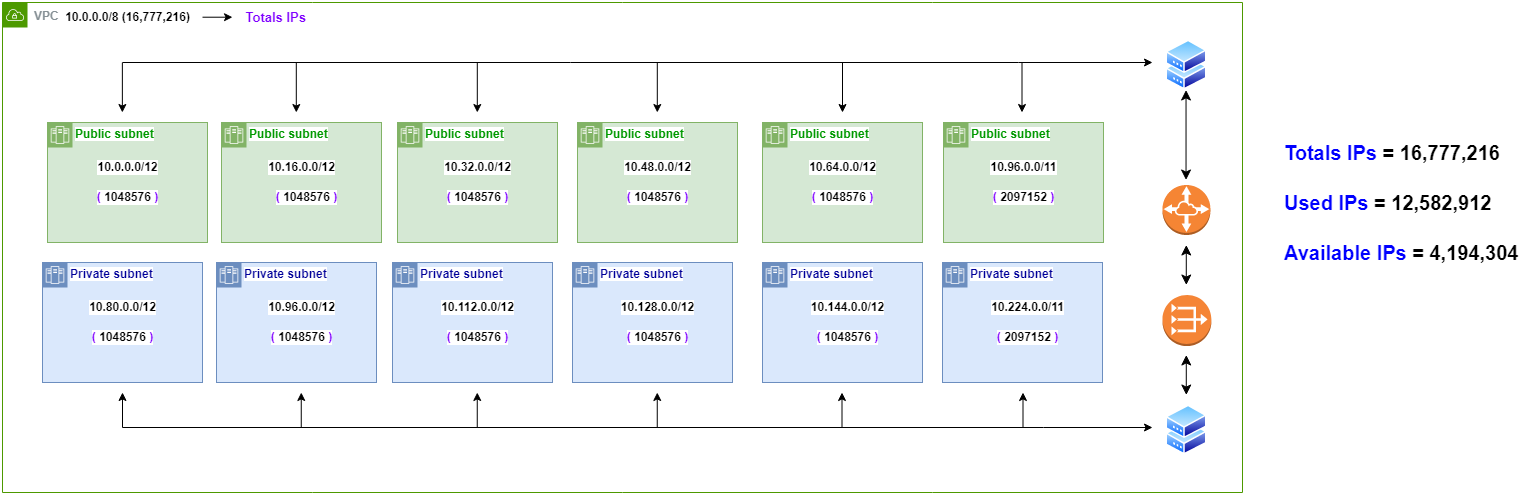 VPC 10.0.0.0/8 (16,777,216) Totals IPs
Public subnet
10.0.0.0/12
( 1048576 )
Public subnet
10.16.0.0/12
( 1048576 )
Public subnet
10.32.0.0/12
( 1048576 )
Public subnet
10.48.0.0/12
( 1048576 )
Public subnet
10.64.0.0/12
( 1048576 )
Public subnet
10.96.0.0/11
( 2097152 )
Private subnet
10.80.0.0/12
( 1048576 )
Private subnet
10.96.0.0/12
( 1048576 )
Private subnet
10.112.0.0/12
( 1048576 )
Private subnet
10.128.0.0/12
( 1048576 )
Private subnet
10.144.0.0/12
( 1048576 )
Private subnet
10.224.0.0/11
( 2097152 )
Totals IPs = 16,777,216
Used IPs = 12,582,912
Available IPs = 4,194,304